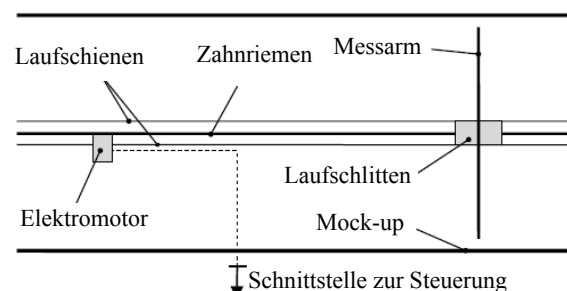 Laufschienen
Zahnriemen
Messarm
Laufschlitten
Elektromotor
Mock-up
Schnittstelle zur Steuerung